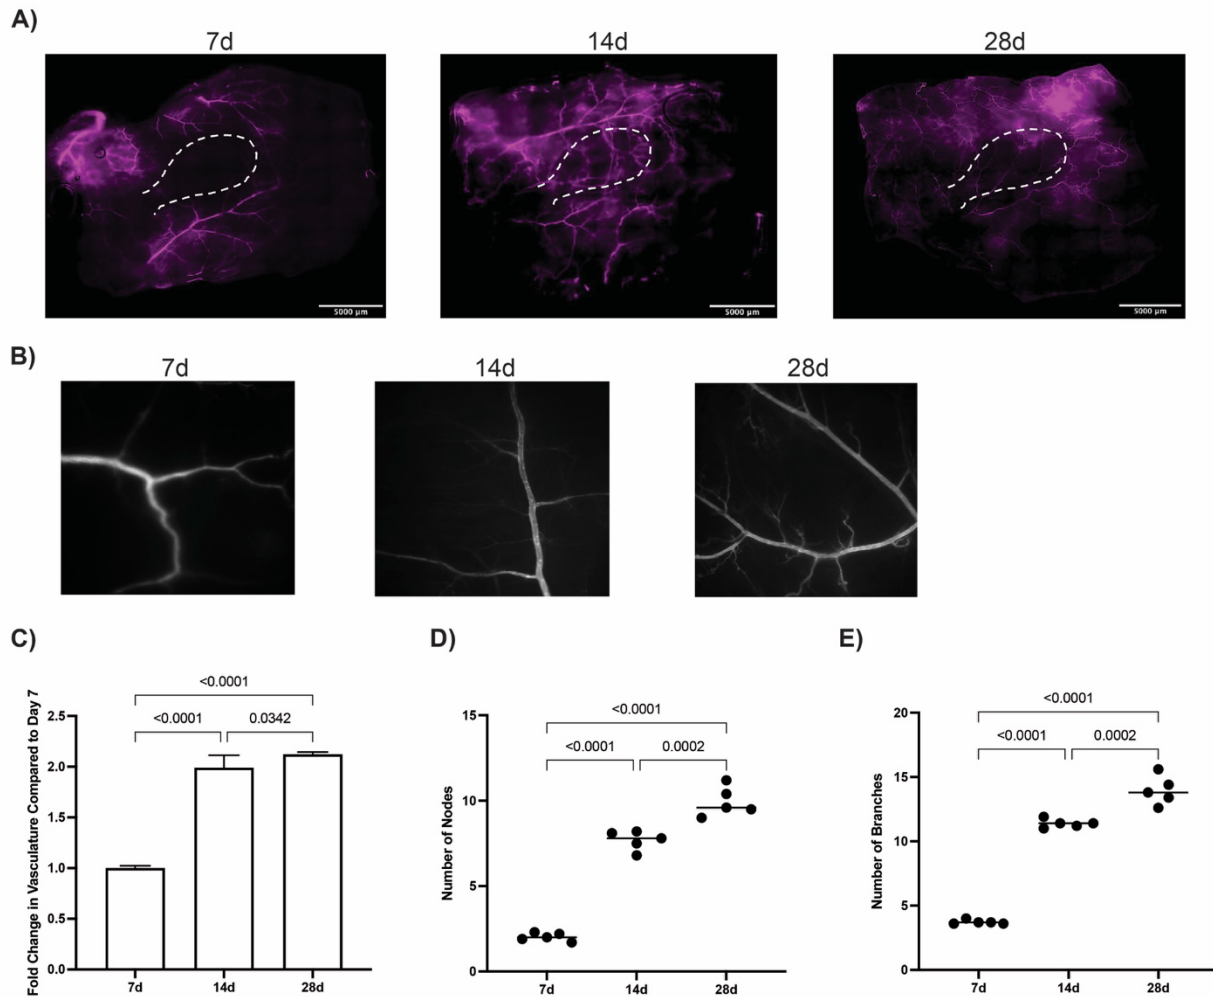 A)
7d
14d
28d
5000 µm
5000 µm
5000 µm
B)
7d
14d
28d
C)
D)
E)
Fold Change in Vasculature Compared to Day 7
2.5
2.0
1.5
1.0
0.5
0.0
<0.0001
<0.0001
0.0342
7d
14d
28d
Number of Nodes
15
10
5
0
<0.0001
<0.0001
0.0002
7d
14d
28d
Number of Branches
20
15
10
5
0
<0.0001
<0.0001
0.0002
7d
14d
28d